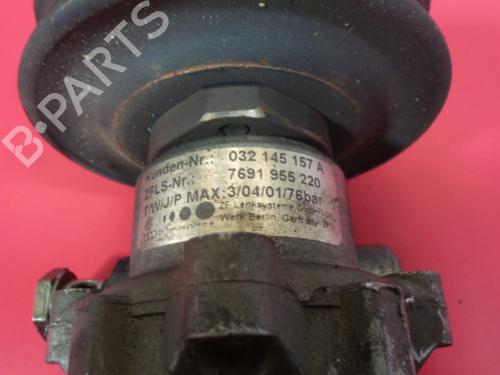 Kunden-Nr.: 032 145 157 A
ZFLS-Nr.: 7691 955 220
T/W/J/P MAX: 3/04/01/76bar
ZF Lenksysteme
Werk Berlin, Germany
B-PARTS